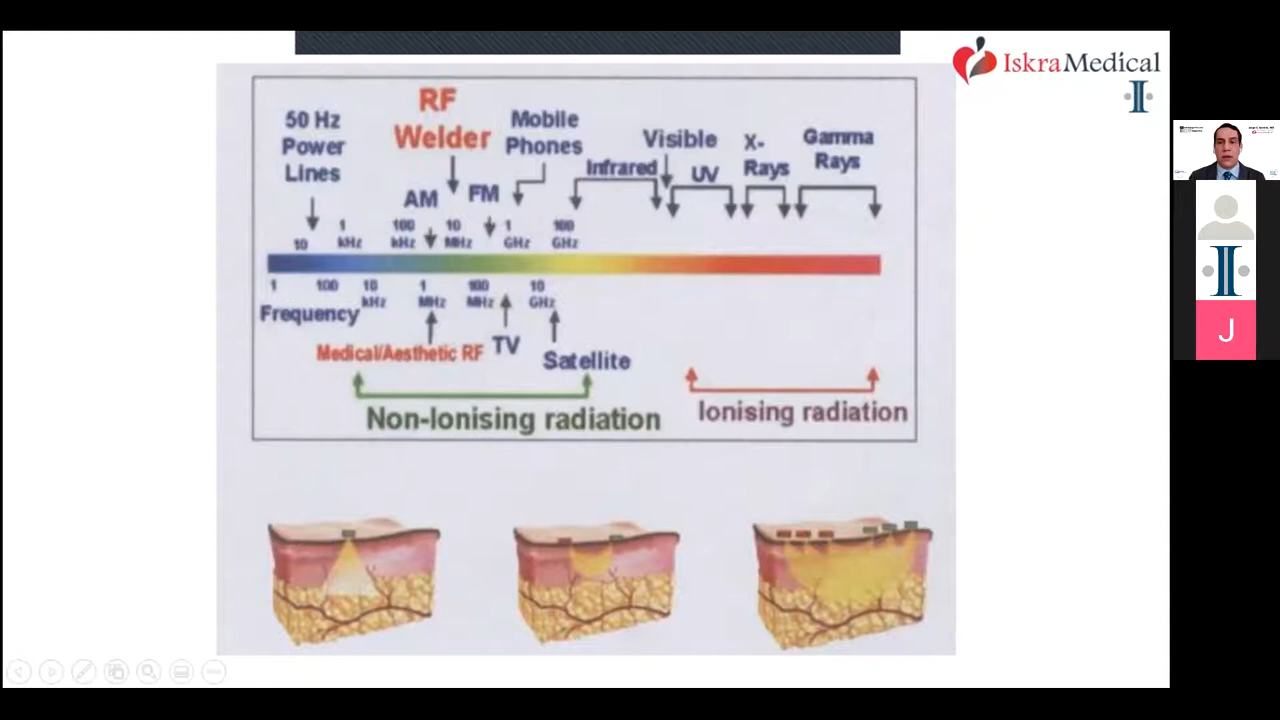 IskraMedical
50 Hz
Power
Lines
RF
Welder
Mobile
Phones
Visible
X-
Rays
Gamma
Rays
Infrared
UV
AM
FM
10
1
kHz
100
kHz
10
MHz
1
GHz
100
GHz
1
100
10
kHz
1
MHz
100
MHz
10
GHz
Frequency
Medical/Aesthetic RF
TV
Satellite
Non-Ionising radiation
Ionising radiation
J